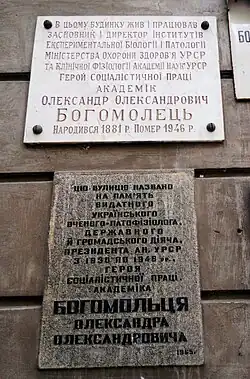 В цьому будинку жив і працював
засновник і директор інститутів
експериментальної біології і патології
Міністерства охорони здоров'я УРСР
та клінічної фізіології Академії наук УРСР
Герой Соціалістичної Праці
академік
Олександр Олександрович
БОГОМОЛЕЦЬ
Народився 1881 р. Помер 1946 р.
ЦЮ ВУЛИЦЮ НАЗВАНО
НА ПАМ'ЯТЬ
ВИДАТНОГО
УКРАЇНСЬКОГО
ВЧЕНОГО-ПАТОФІЗІОЛОГА,
ДЕРЖАВНОГО
Й ГРОМАДСЬКОГО ДІЯЧА,
ПРЕЗИДЕНТА АН. УРСР
З 1930 ПО 1946 рр.,
ГЕРОЯ
СОЦІАЛІСТИЧНОЇ ПРАЦІ
АКАДЕМІКА
БОГОМОЛЬЦЯ
ОЛЕКСАНДРА
ОЛЕКСАНДРОВИЧА